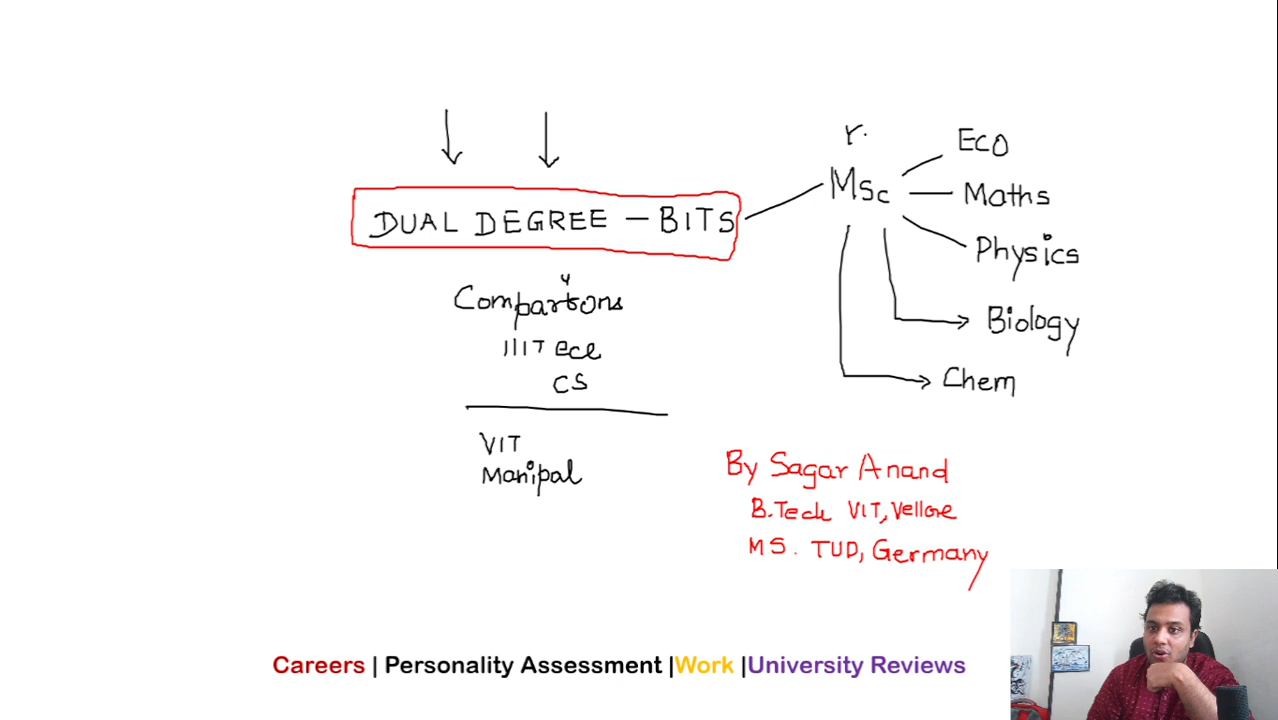 DUAL DEGREE - BITS
Comparisons
IIIT ece
CS
VIT
Manipal
r.
MSc
ECO
Maths
Physics
Biology
Chem
By Sagar Anand
B.Tech VIT, Vellore
MS. TUD, Germany
Careers | Personality Assessment |Work |University Reviews